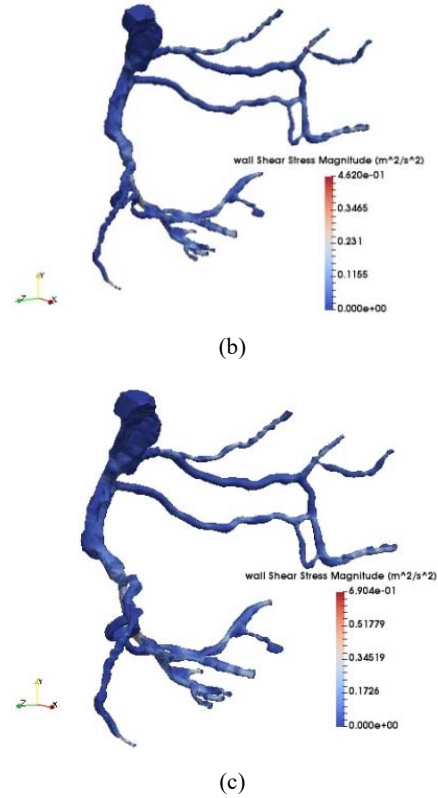 wall Shear Stress Magnitude (m^2/s^2)
4.620e-01
0.3465
0.231
0.1155
0.000e+00
Y
Z
X
(b)
wall Shear Stress Magnitude (m^2/s^2)
6.904e-01
0.51779
0.34519
0.1726
0.000e+00
Y
Z
X
(c)